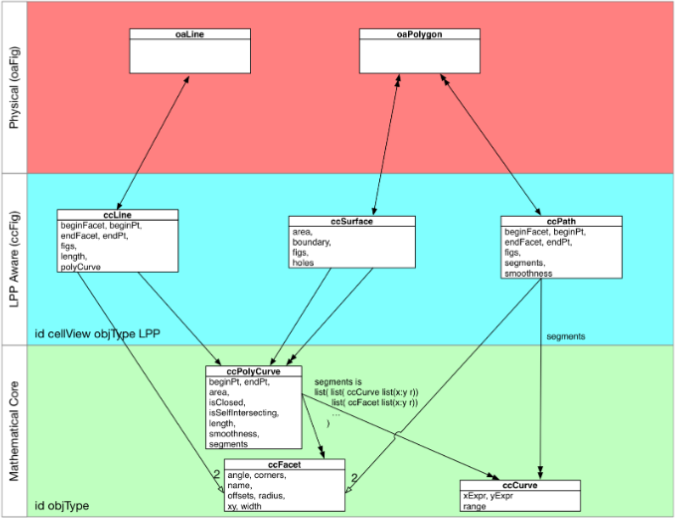 Physical (oaFig)
oaLine
oaPolygon
LPP Aware (ccFig)
ccLine
beginFacet, beginPt,
endFacet, endPt,
figs,
length,
polyCurve
ccSurface
area,
boundary,
figs,
holes
ccPath
beginFacet, beginPt,
endFacet, endPt,
figs,
segments,
smoothness
id cellView objType LPP
segments
Mathematical Core
ccPolyCurve
beginPt, endPt,
area,
isClosed,
isSelfIntersecting,
length,
smoothness,
segments
segments is
list( list( ccCurve list(x:y r))
list( ccFacet list(x:y r))
...
)
2
ccFacet
angle, corners,
name,
offsets, radius,
xy, width
2
ccCurve
xExpr, yExpr
range
id objType